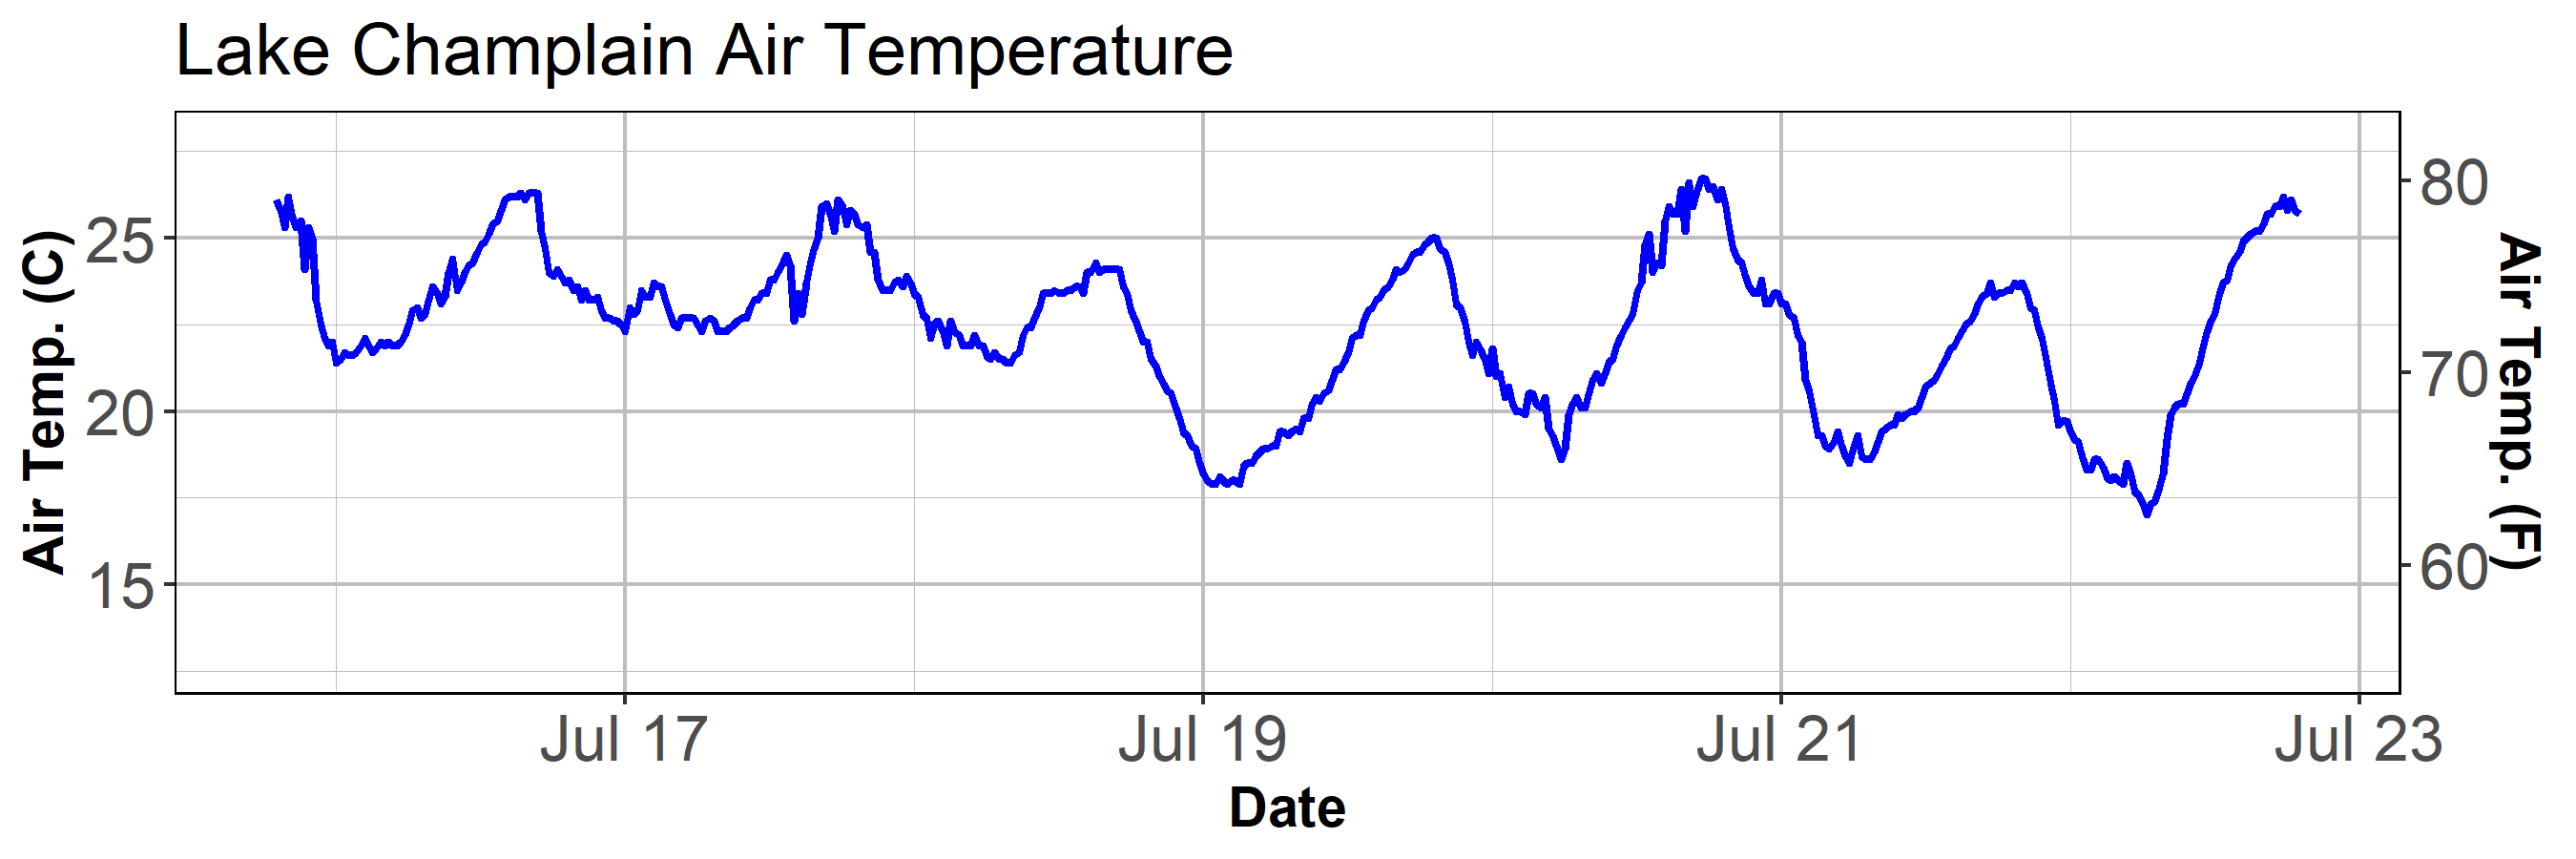 Lake Champlain Air Temperature
Air Temp. (C)
25
20
15
80
70
60
Air Temp. (F)
Jul 17
Jul 19
Jul 21
Jul 23
Date